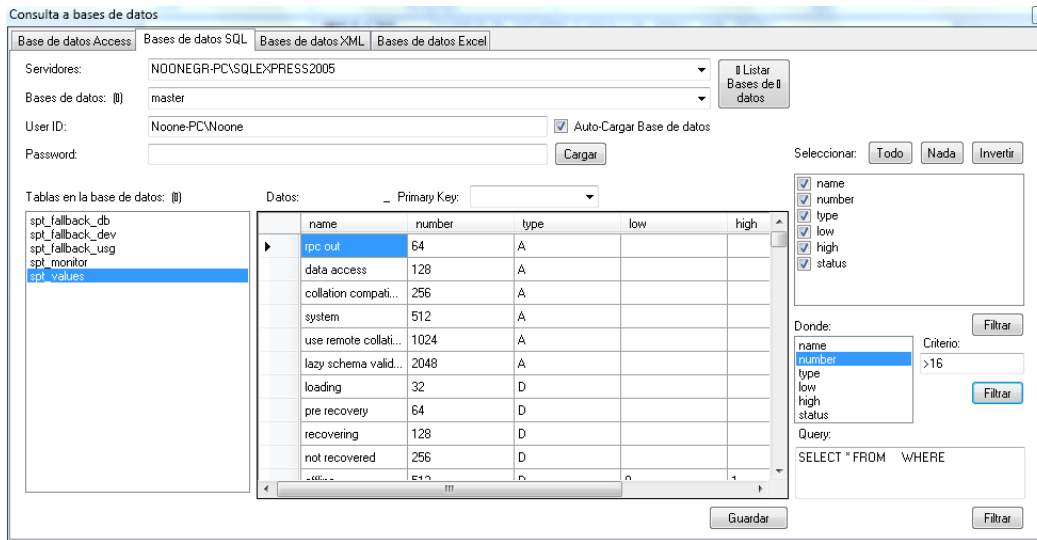 Consulta a bases de datos
Base de datos Access Bases de datos SQL Bases de datos XML Bases de datos Excel
Servidores: NOONEGR-PC\SQLEXPRESS2005
Listar
Bases de
datos
Bases de datos: master
User ID: Noone-PC\Noone Auto-Cargar Base de datos
Password: Cargar
Seleccionar: Todo Nada Invertir
Tablas en la base de datos: Datos: _ Primary Key:
spt_fallback_db
spt_fallback_dev
spt_fallback_usg
spt_monitor
spt_values
name number type low high
rpc out 64 A
data access 128 A
collation compati... 256 A
system 512 A
use remote collati... 1024 A
lazy schema valid... 2048 A
loading 32 D
pre recovery 64 D
recovering 128 D
not recovered 256 D
name
number
type
low
high
status
Filtrar
Donde:
name
number
type
low
high
status
Criterio:
>16
Filtrar
Query:
SELECT * FROM WHERE
Guardar Filtrar